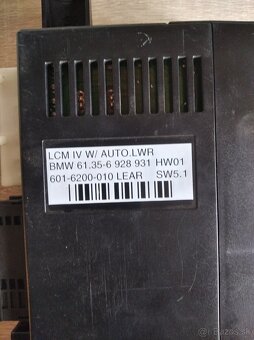 LCM IV W/ AUTO.LWR
BMW 61.35-6 928 931 HW01
601-6200-010 LEAR SW5.1